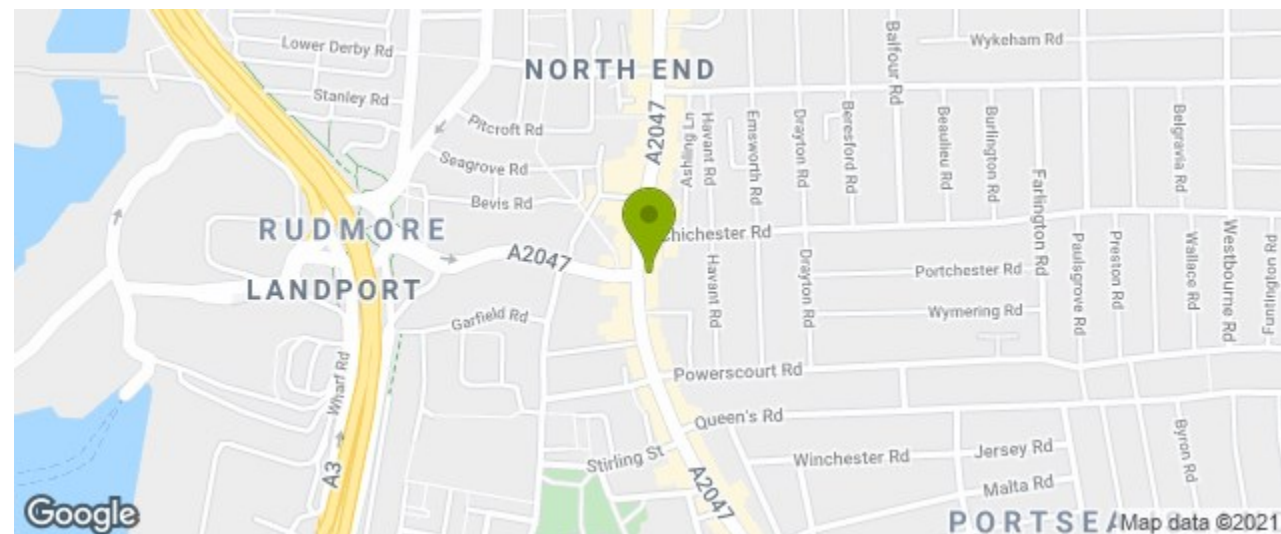 Lower Derby Rd
NORTH END
Balfour Rd
Wykeham Rd
Stanley Rd
Pitcroft Rd
A2047
Ashling Ln
Havant Rd
Emsworth Rd
Drayton Rd
Beresford Rd
Beaulieu Rd
Burlington Rd
Belgravia Rd
Seagrove Rd
Farlington Rd
Bevis Rd
RUDMORE
Chichester Rd
A2047
Paulsgrove Rd
Preston Rd
Wallace Rd
Westbourne Rd
Funtington Rd
Portchester Rd
Havant Rd
Drayton Rd
LANDPORT
Garfield Rd
Wymering Rd
Wharf Rd
Powerscourt Rd
Queen's Rd
Byron Rd
A3
Stirling St
Winchester Rd
Jersey Rd
A2047
Malta Rd
Google
PORTSEA
Map data ©2021